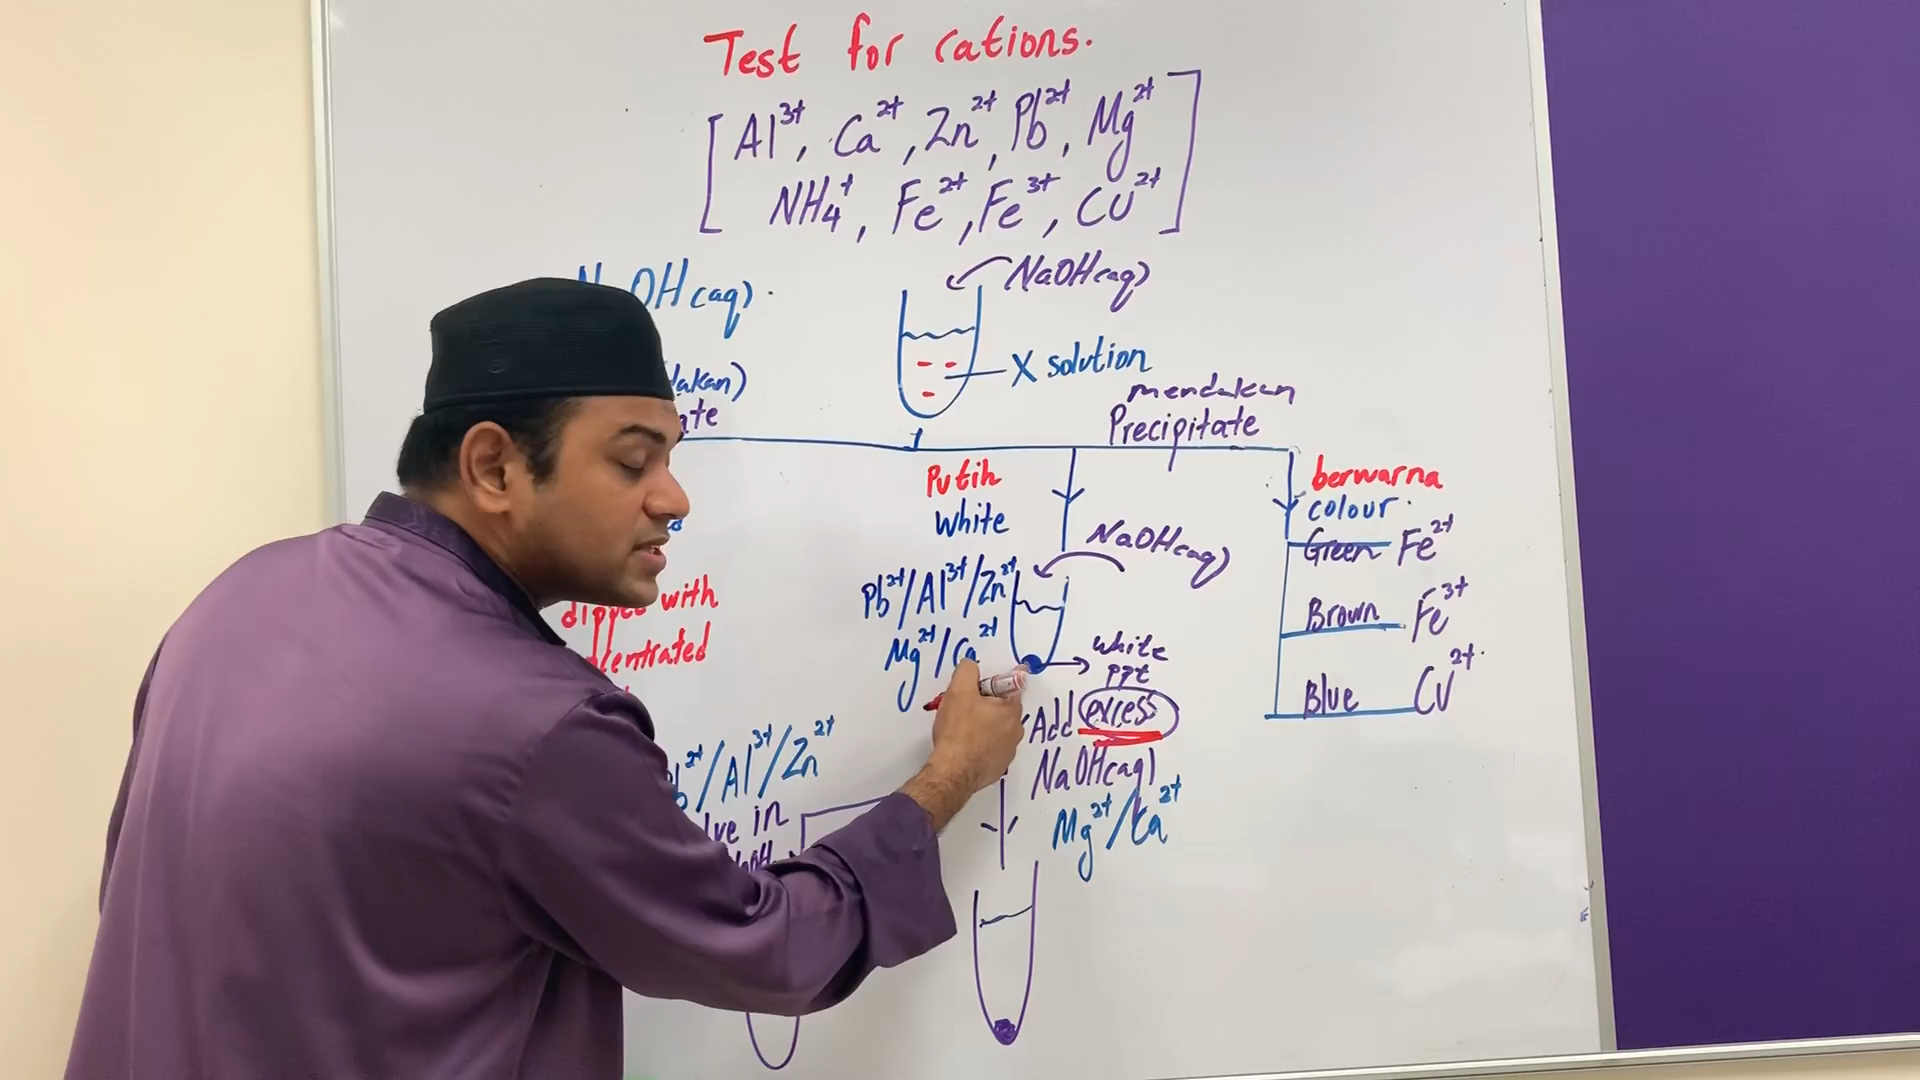 Test for cations.
[Al³⁺, Ca²⁺, Zn²⁺, Pb²⁺, Mg²⁺
NH₄⁺, Fe²⁺, Fe³⁺, Cu²⁺]
NaOH(aq)
OH(aq).
X solution
mendakan
Precipitate
Putih
White
berwarna
colour.
NaOH(aq)
Green Fe²⁺
Pb²⁺/Al³⁺/Zn²⁺
Mg²⁺/Ca²⁺
Brown Fe³⁺
dipped with
white
ppt
Blue Cu²⁺
Add excess
NaOH(aq)
Mg²⁺/Ca²⁺
/Al³⁺/Zn²⁺
in